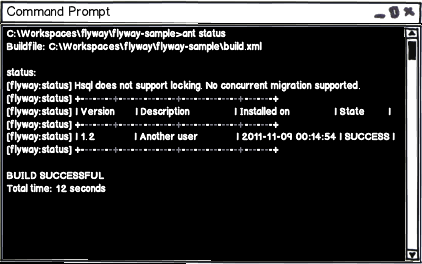 Command Prompt
C:\Workspaces\flyway\flyway-sample>ant status
Buildfile: C:\Workspaces\flyway\flyway-sample\build.xml
status:
[flyway:status] Hsql does not support locking. No concurrent migration supported.
[flyway:status] +-------------+------------------------+---------------------+---------+
[flyway:status] | Version | Description | Installed on | State |
[flyway:status] +-------------+------------------------+---------------------+---------+
[flyway:status] | 1.2 | Another user | 2011-11-09 00:14:54 | SUCCESS |
[flyway:status] +-------------+------------------------+---------------------+---------+
BUILD SUCCESSFUL
Total time: 12 seconds